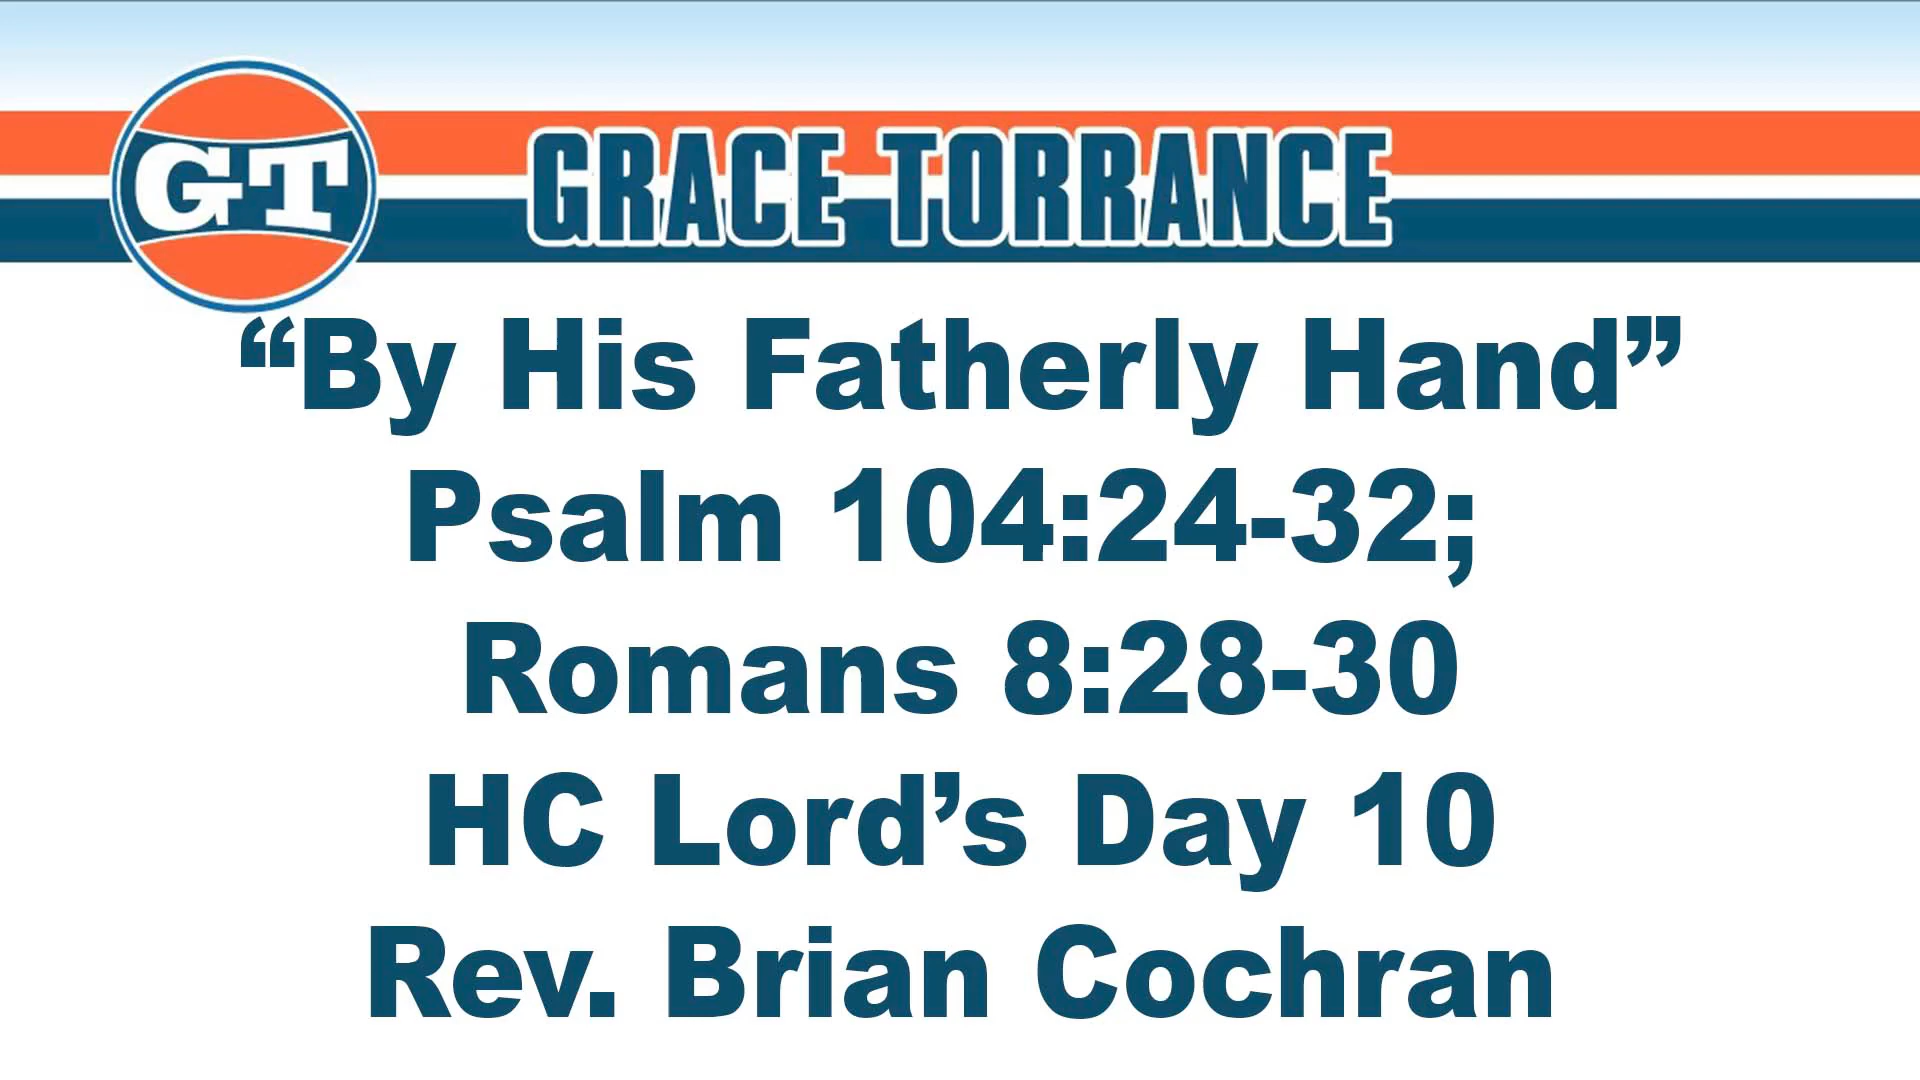 GT
GRACE TORRANCE
“By His Fatherly Hand”
Psalm 104:24-32;
Romans 8:28-30
HC Lord’s Day 10
Rev. Brian Cochran